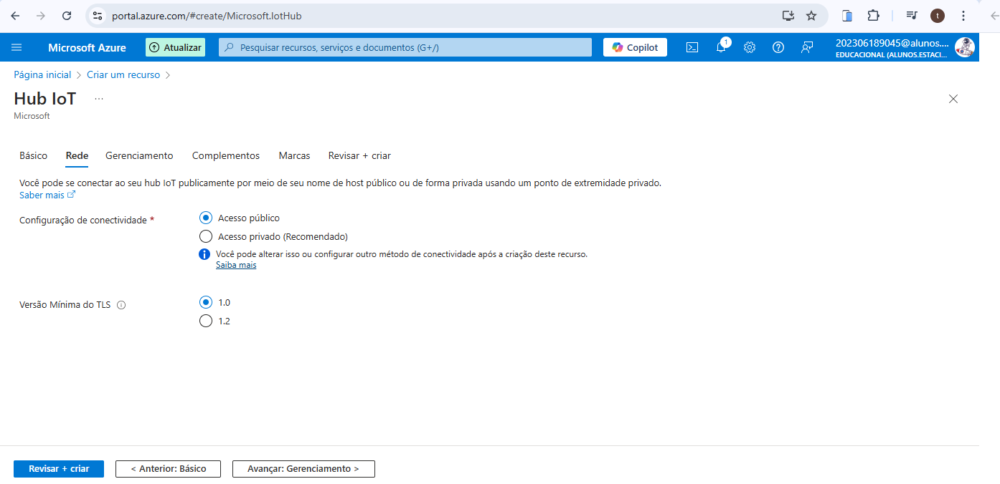 portal.azure.com/#create/Microsoft.IotHub
t
Microsoft Azure
Atualizar
Pesquisar recursos, serviços e documentos (G+/)
Copilot
1
202306189045@alunos....
EDUCACIONAL (ALUNOS.ESTACI...
Página inicial > Criar um recurso >
Hub IoT ...
Microsoft
Básico Rede Gerenciamento Complementos Marcas Revisar + criar
Você pode se conectar ao seu hub IoT publicamente por meio de seu nome de host público ou de forma privada usando um ponto de extremidade privado.
Saber mais
Configuração de conectividade *
Acesso público
Acesso privado (Recomendado)
Você pode alterar isso ou configurar outro método de conectividade após a criação deste recurso.
Saiba mais
Versão Mínima do TLS
1.0
1.2
Revisar + criar < Anterior: Básico Avançar: Gerenciamento >